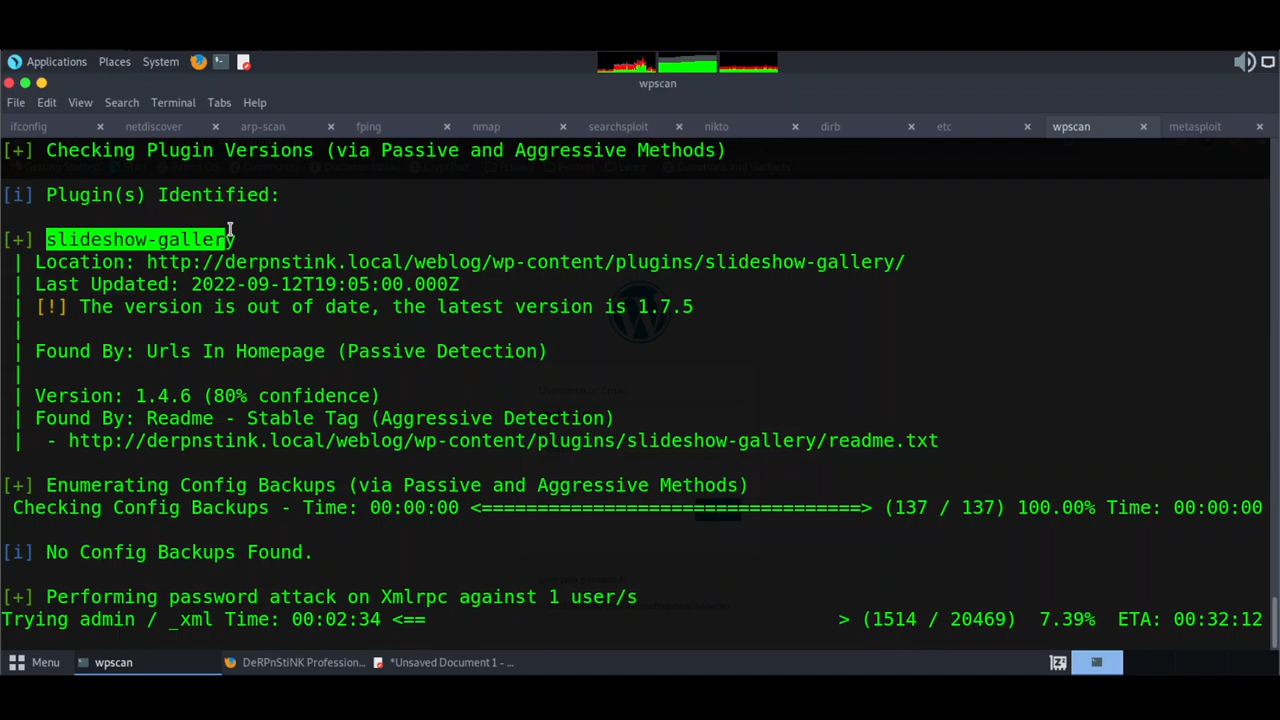 Applications Places System
wpscan
File Edit View Search Terminal Tabs Help
ifconfig × netdiscover × arp-scan × fping × nmap × searchsploit × nikto × dirb × etc × wpscan × metasploit ×
[+] Checking Plugin Versions (via Passive and Aggressive Methods)
[i] Plugin(s) Identified:
[+] slideshow-gallery
| Location: http://derpnstink.local/weblog/wp-content/plugins/slideshow-gallery/
| Last Updated: 2022-09-12T19:05:00.000Z
| [!] The version is out of date, the latest version is 1.7.5
|
| Found By: Urls In Homepage (Passive Detection)
|
| Version: 1.4.6 (80% confidence)
| Found By: Readme - Stable Tag (Aggressive Detection)
|  - http://derpnstink.local/weblog/wp-content/plugins/slideshow-gallery/readme.txt
[+] Enumerating Config Backups (via Passive and Aggressive Methods)
Checking Config Backups - Time: 00:00:00 <==================================> (137 / 137) 100.00% Time: 00:00:00
[i] No Config Backups Found.
[+] Performing password attack on Xmlrpc against 1 user/s
Trying admin / _xml Time: 00:02:34 <== > (1514 / 20469) 7.39% ETA: 00:32:12
Menu wpscan DeRPnStiNK Profession... *Unsaved Document 1 - ...